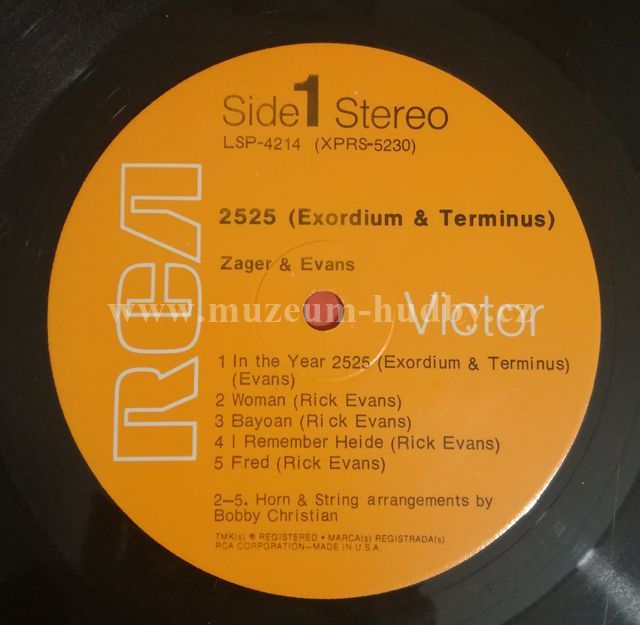 Side 1 Stereo
LSP-4214 (XPRS-5230)
RCA
2525 (Exordium & Terminus)
Zager & Evans
www.muzeum-hudby.cz
Victor
1 In the Year 2525 (Exordium & Terminus)
(Evans)
2 Woman (Rick Evans)
3 Bayoan (Rick Evans)
4 I Remember Heide (Rick Evans)
5 Fred (Rick Evans)
2-5. Horn & String arrangements by
Bobby Christian
TMK(s) ® REGISTERED • MARCA(s) REGISTRADA(s)
RCA CORPORATION—MADE IN U.S.A.